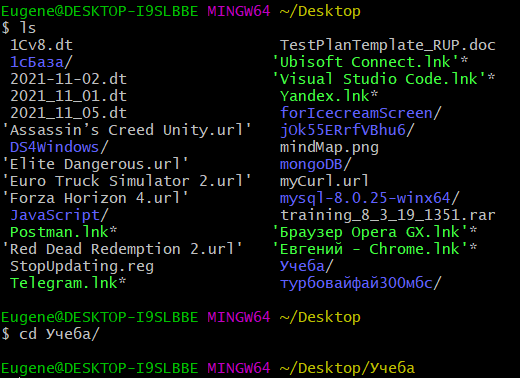 Eugene@DESKTOP-I9SLBBE MINGW64 ~/Desktop
$ ls
1Cv8.dt TestPlanTemplate_RUP.doc
1сБаза/ 'Ubisoft Connect.lnk'*
2021-11-02.dt 'Visual Studio Code.lnk'*
2021_11_01.dt Yandex.lnk*
2021_11_05.dt forIcecreamScreen/
'Assassin's Creed Unity.url' jOk55ERrfVBhu6/
DS4Windows/ mindMap.png
'Elite Dangerous.url' mongoDB/
'Euro Truck Simulator 2.url' myCurl.url
'Forza Horizon 4.url' mysql-8.0.25-winx64/
JavaScript/ training_8_3_19_1351.rar
Postman.lnk* 'Браузер Opera GX.lnk'*
'Red Dead Redemption 2.url' 'Евгений - Chrome.lnk'*
StopUpdating.reg Учеба/
Telegram.lnk* турбовайфай300мбс/
Eugene@DESKTOP-I9SLBBE MINGW64 ~/Desktop
$ cd Учеба/
Eugene@DESKTOP-I9SLBBE MINGW64 ~/Desktop/Учеба